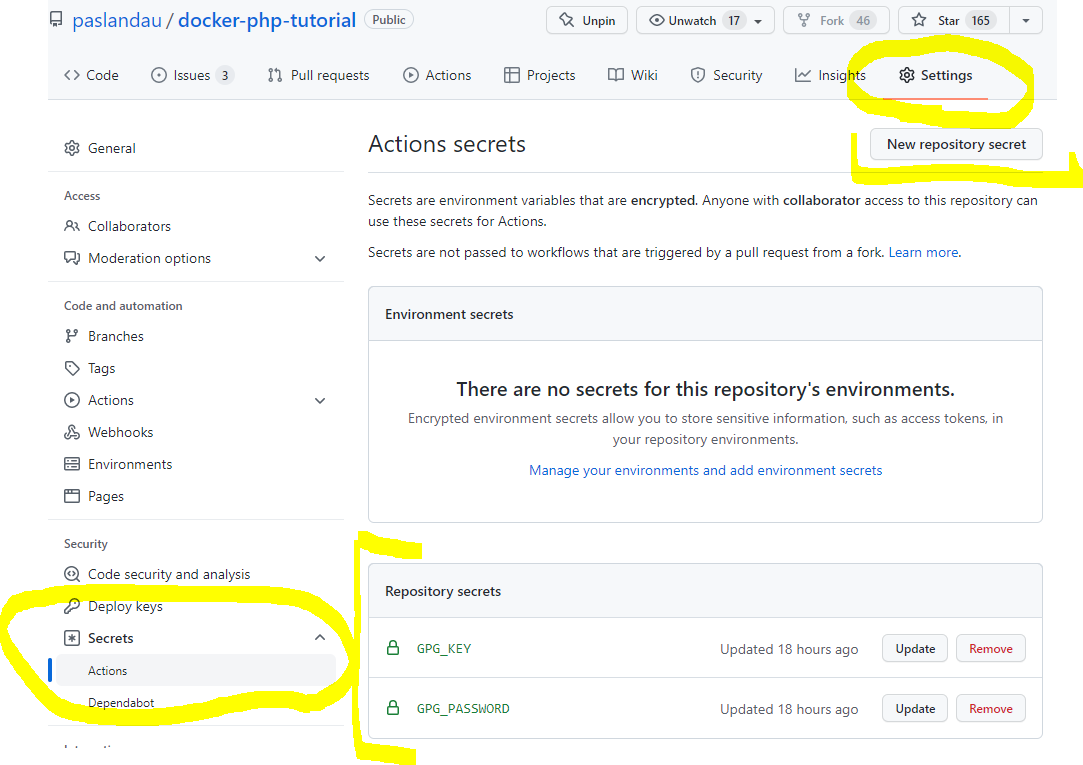 paslandau / docker-php-tutorial Public Unpin Unwatch 17 Fork 46 Star 165
Code Issues 3 Pull requests Actions Projects Wiki Security Insights Settings
General
Access
Collaborators
Moderation options
Code and automation
Branches
Tags
Actions
Webhooks
Environments
Pages
Security
Code security and analysis
Deploy keys
Secrets
Actions
Dependabot
Actions secrets
New repository secret
Secrets are environment variables that are encrypted. Anyone with collaborator access to this repository can
use these secrets for Actions.
Secrets are not passed to workflows that are triggered by a pull request from a fork. Learn more.
Environment secrets
There are no secrets for this repository's environments.
Encrypted environment secrets allow you to store sensitive information, such as access tokens, in
your repository environments.
Manage your environments and add environment secrets
Repository secrets
GPG_KEY Updated 18 hours ago Update Remove
GPG_PASSWORD Updated 18 hours ago Update Remove